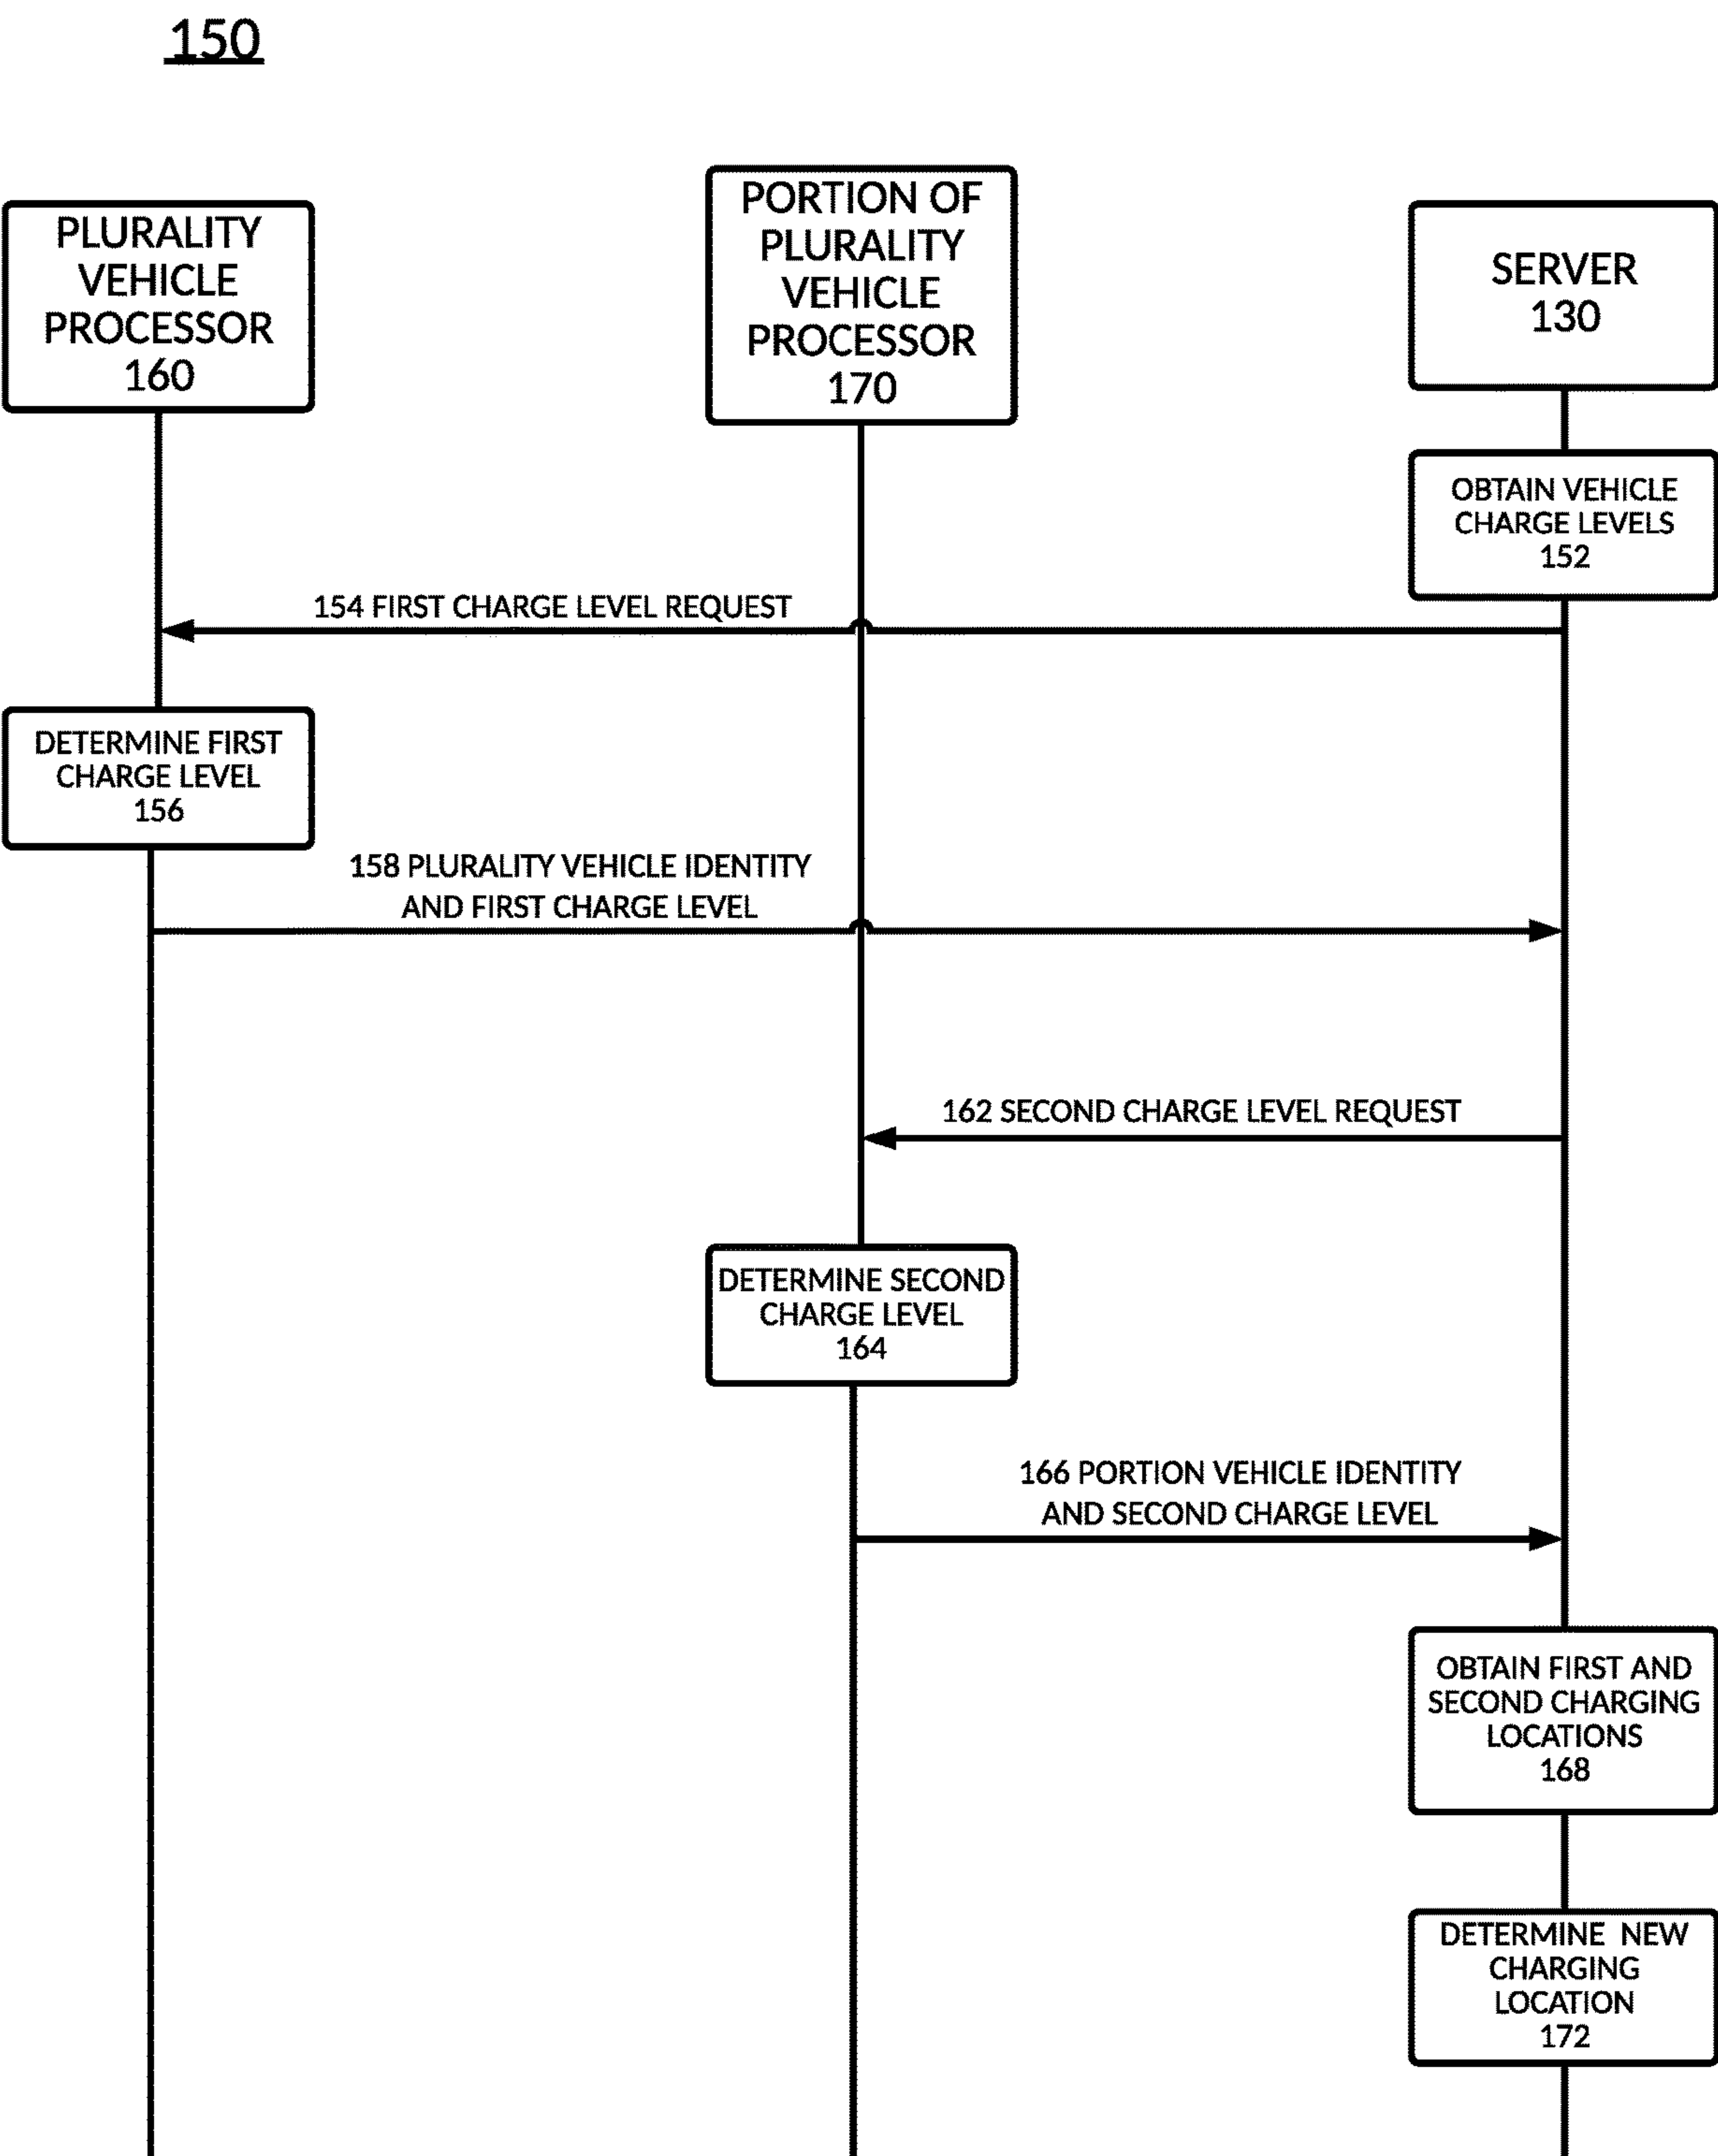 150
PLURALITY
VEHICLE
PROCESSOR
160
PORTION OF
PLURALITY
VEHICLE
PROCESSOR
170
SERVER
130
OBTAIN VEHICLE
CHARGE LEVELS
152
154 FIRST CHARGE LEVEL REQUEST
DETERMINE FIRST
CHARGE LEVEL
156
158 PLURALITY VEHICLE IDENTITY
AND FIRST CHARGE LEVEL
162 SECOND CHARGE LEVEL REQUEST
DETERMINE SECOND
CHARGE LEVEL
164
166 PORTION VEHICLE IDENTITY
AND SECOND CHARGE LEVEL
OBTAIN FIRST AND
SECOND CHARGING
LOCATIONS
168
DETERMINE NEW
CHARGING
LOCATION
172